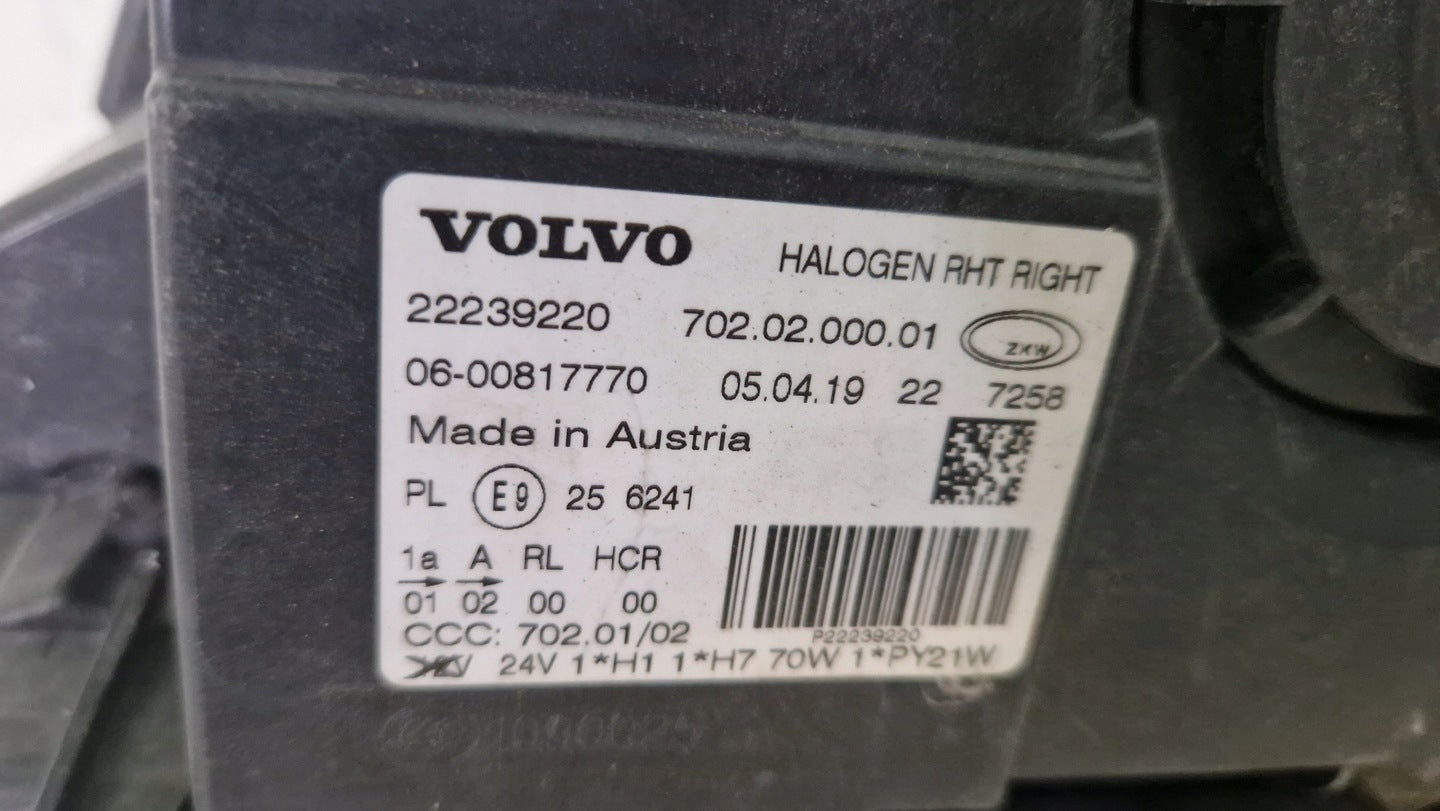 VOLVO HALOGEN RHT RIGHT
22239220 702.02.000.01 ZKW
06-00817770 05.04.19 22 7258
Made in Austria
PL E9 25 6241
1a A RL HCR
01 02 00 00
CCC: 702.01/02
P22239220
24V 1*H1 1*H7 70W 1*PY21W